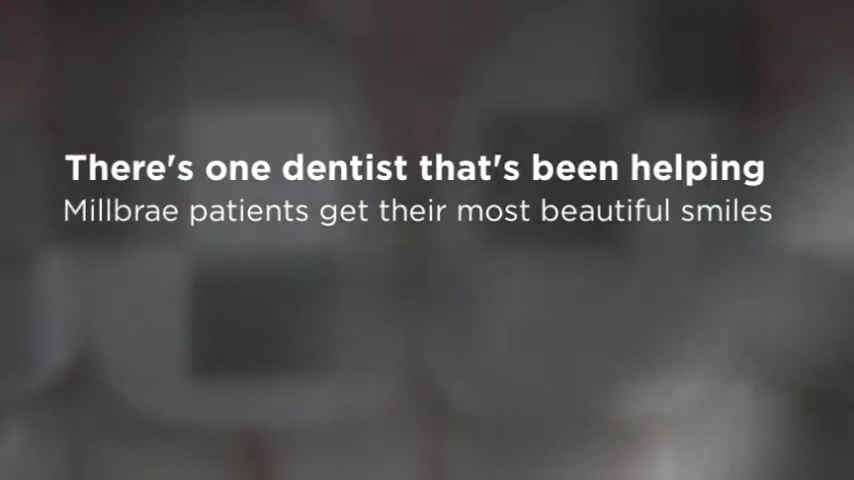 There's one dentist that's been helping
Millbrae patients get their most beautiful smiles